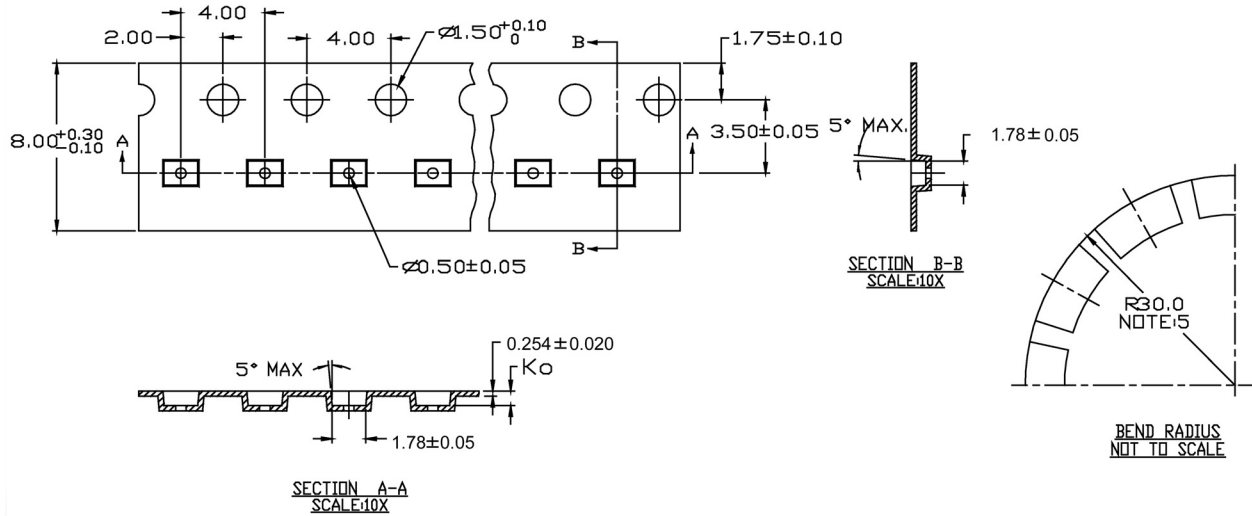 4.00
2.00
4.00
⌀1.50+0.10 0
B
1.75±0.10
8.00+0.30 -0.10
A
A
3.50±0.05
5° MAX.
1.78±0.05
B
⌀0.50±0.05
SECTION B-B
SCALE:10X
R30.0
NOTE:5
0.254±0.020
5° MAX
Ko
1.78±0.05
BEND RADIUS
NOT TO SCALE
SECTION A-A
SCALE:10X